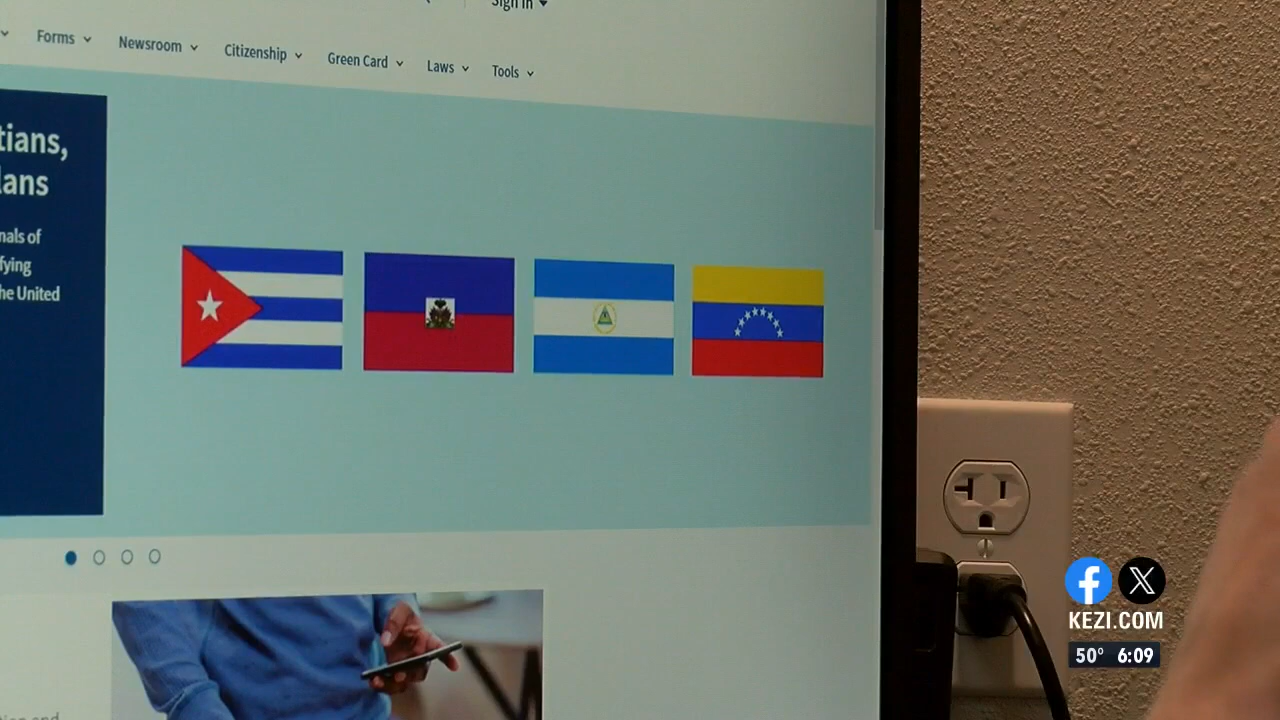 Sign In
Forms
Newsroom
Citizenship
Green Card
Laws
Tools
tians,
lans
nals of
fying
he United
f X
KEZI.COM
50° 6:09